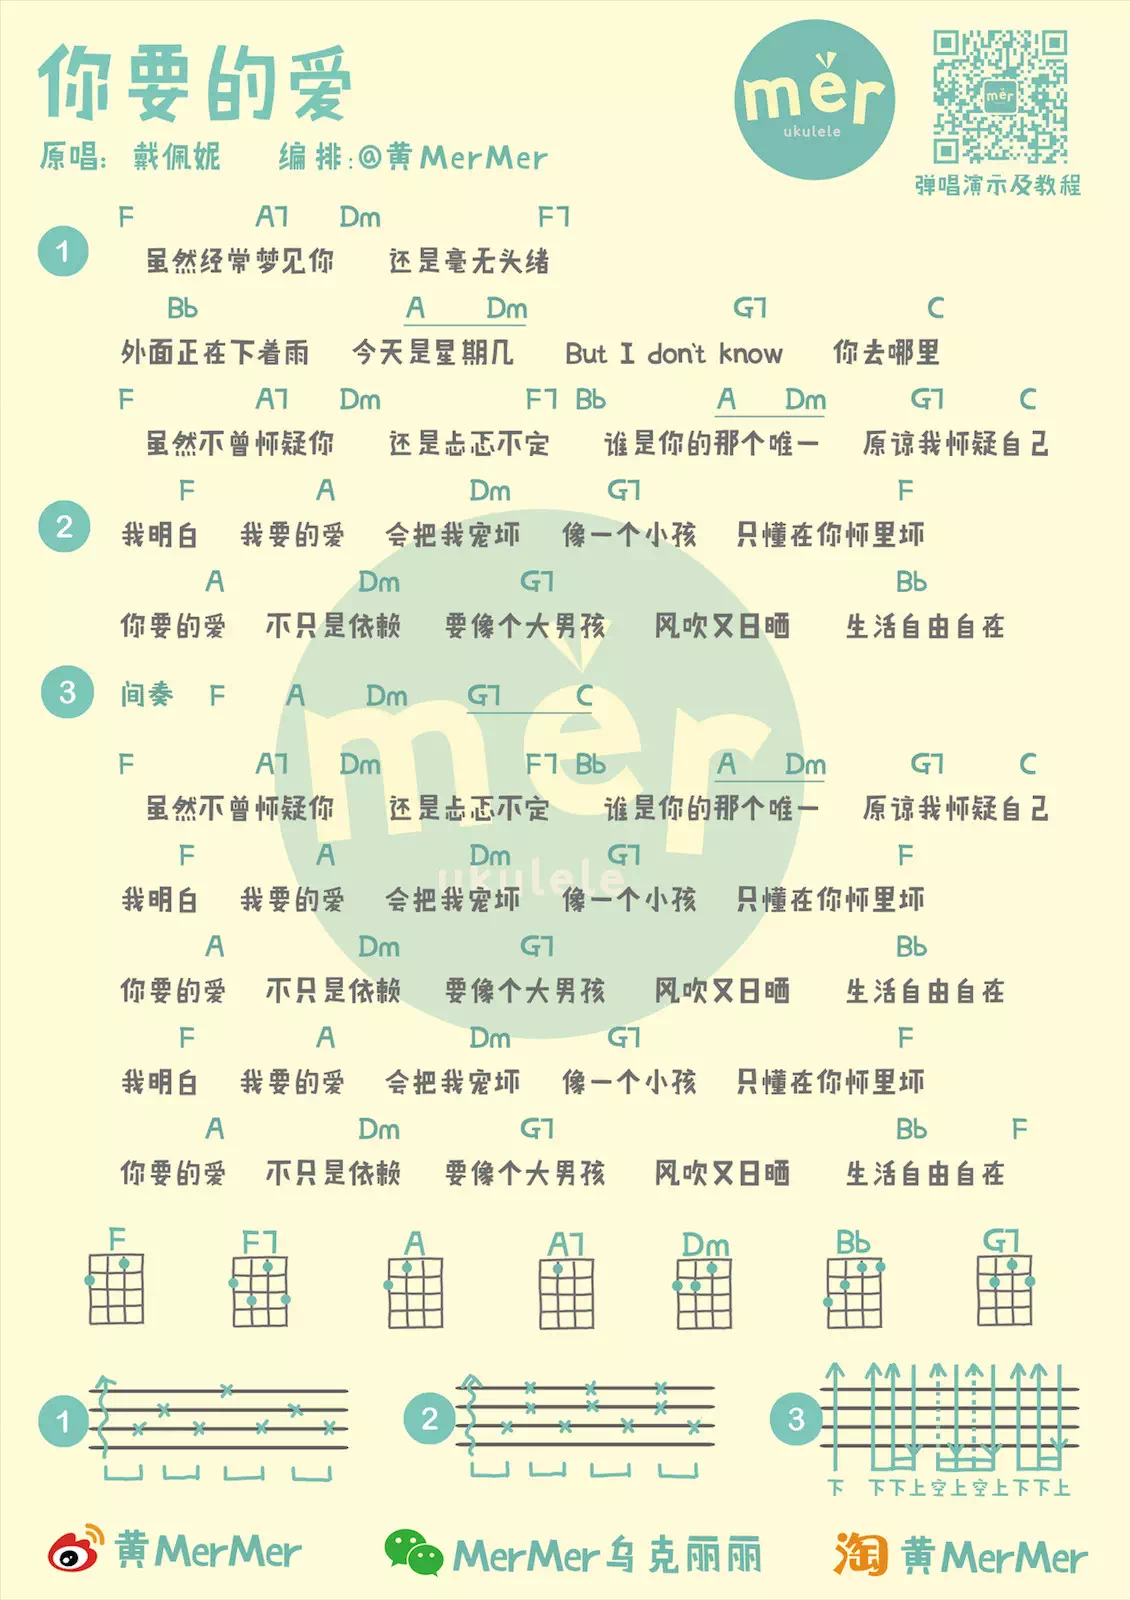 你要的爱
原唱: 戴佩妮 编排:@黄MerMer
mer
ukulele
mer
弹唱演示及教程
F A7 Dm F7
1 虽然经常梦见你 还是毫无头绪
Bb A Dm G7 C
外面正在下着雨 今天是星期几 But I don't know 你去哪里
F A7 Dm F7 Bb A Dm G7 C
虽然不曾怀疑你 还是忐忑不定 谁是你的那个唯一 原谅我怀疑自己
F A Dm G7 F
2 我明白 我要的爱 会把我宠坏 像一个小孩 只懂在你怀里坏
A Dm G7 Bb
你要的爱 不只是依赖 要像个大男孩 风吹又日晒 生活自由自在
3 间奏 F A Dm G7 C
mer
ukulele
F A7 Dm F7 Bb A Dm G7 C
虽然不曾怀疑你 还是忐忑不定 谁是你的那个唯一 原谅我怀疑自己
F A Dm G7 F
我明白 我要的爱 会把我宠坏 像一个小孩 只懂在你怀里坏
A Dm G7 Bb
你要的爱 不只是依赖 要像个大男孩 风吹又日晒 生活自由自在
F A Dm G7 F
我明白 我要的爱 会把我宠坏 像一个小孩 只懂在你怀里坏
A Dm G7 Bb F
你要的爱 不只是依赖 要像个大男孩 风吹又日晒 生活自由自在
F F7 A A7 Dm Bb G7
1 2 3
下 下下上空上空上下下上
黄MerMer MerMer乌克丽丽 淘 黄MerMer